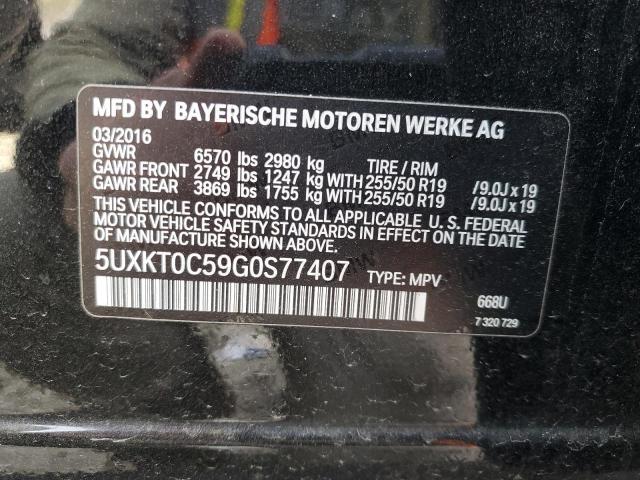 MFD BY BAYERISCHE MOTOREN WERKE AG
03/2016
GVWR 6570 lbs 2980 kg TIRE / RIM
GAWR FRONT 2749 lbs 1247 kg WITH 255/50 R19 /9.0J x 19
GAWR REAR 3869 lbs 1755 kg WITH 255/50 R19 /9.0J x 19
THIS VEHICLE CONFORMS TO ALL APPLICABLE U. S. FEDERAL
MOTOR VEHICLE SAFETY STANDARDS IN EFFECT ON THE DATE
OF MANUFACTURE SHOWN ABOVE.
5UXKT0C59G0S77407 TYPE: MPV
668U
7 320 729